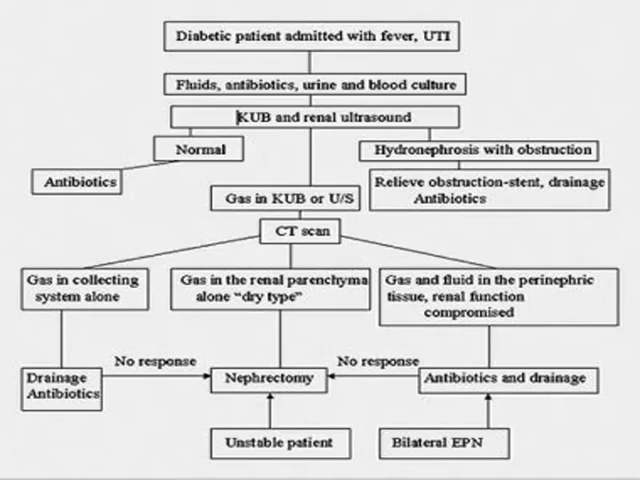 Diabetic patient admitted with fever, UTI
Fluids, antibiotics, urine and blood culture
KUB and renal ultrasound
Normal
Hydronephrosis with obstruction
Antibiotics
Relieve obstruction-stent, drainage
Antibiotics
Gas in KUB or U/S
CT scan
Gas in collecting
system alone
Gas in the renal parenchyma
alone “dry type”
Gas and fluid in the perinephric
tissue, renal function
compromised
No response
No response
Drainage
Antibiotics
Nephrectomy
Antibiotics and drainage
Unstable patient
Bilateral EPN